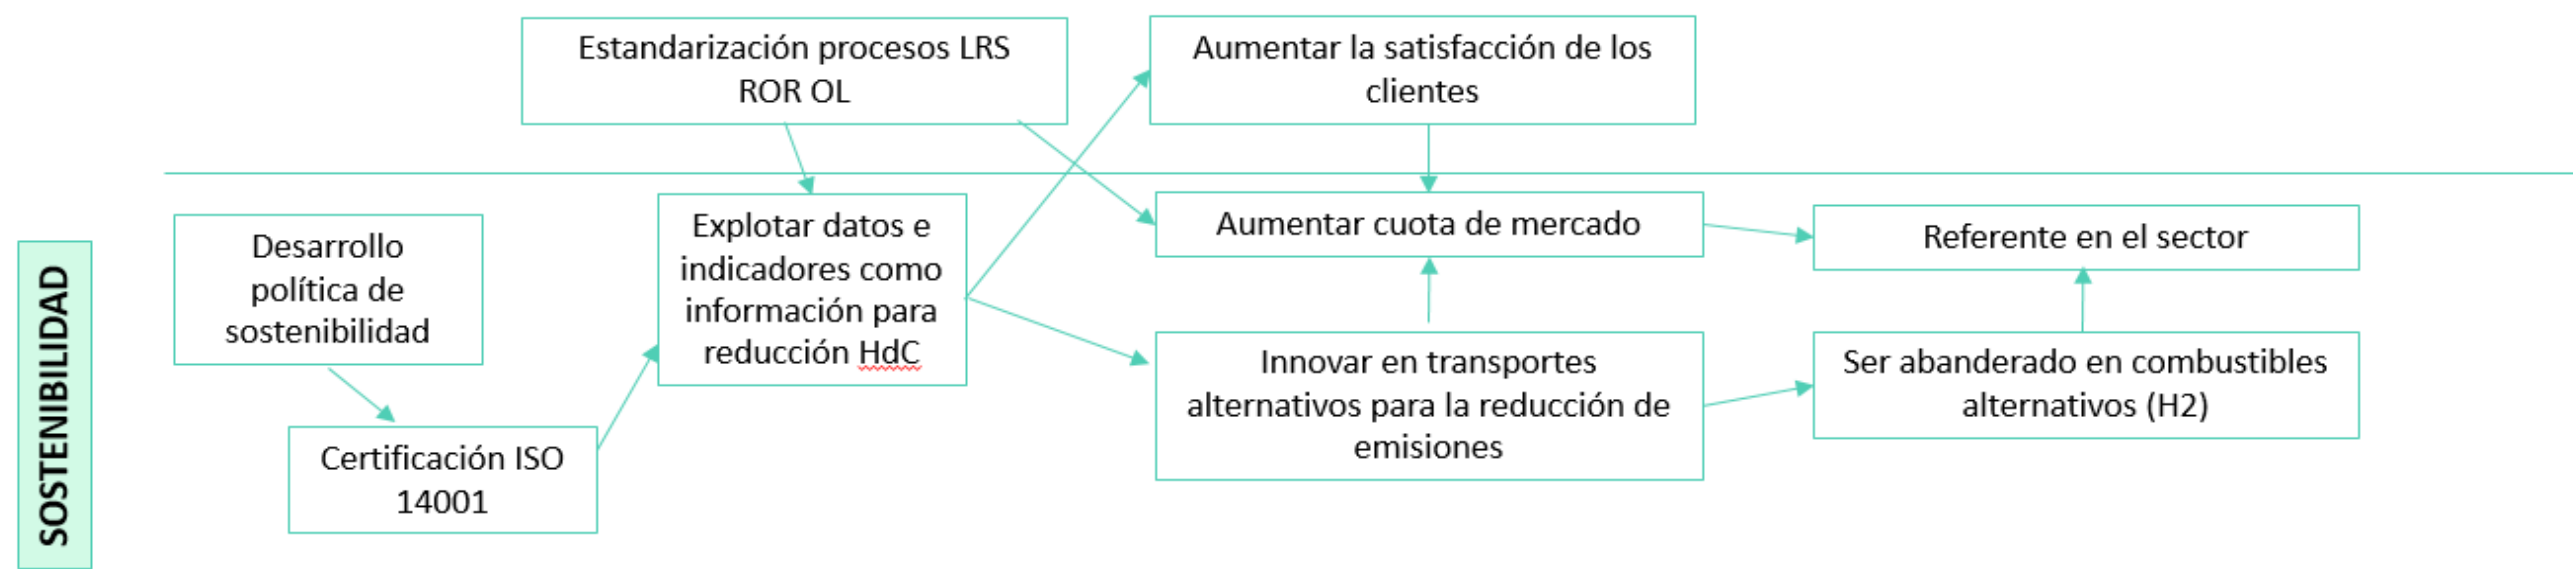 Estandarización procesos LRS
ROR OL
Aumentar la satisfacción de los
clientes
SOSTENIBILIDAD
Desarrollo
política de
sostenibilidad
Certificación ISO
14001
Explotar datos e
indicadores como
información para
reducción HdC
Aumentar cuota de mercado
Innovar en transportes
alternativos para la reducción de
emisiones
Referente en el sector
Ser abanderado en combustibles
alternativos (H2)